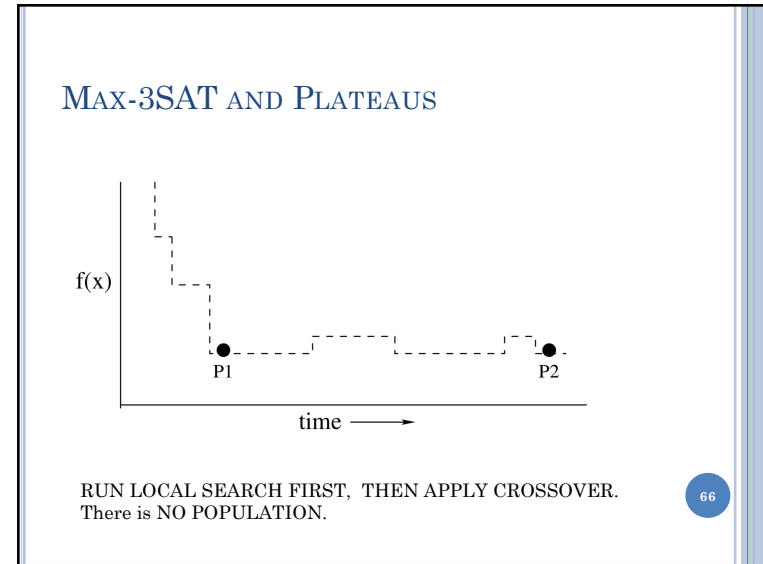 MAX-3SAT AND PLATEAUS
f(x)
P1
P2
time
RUN LOCAL SEARCH FIRST, THEN APPLY CROSSOVER.
There is NO POPULATION.
66